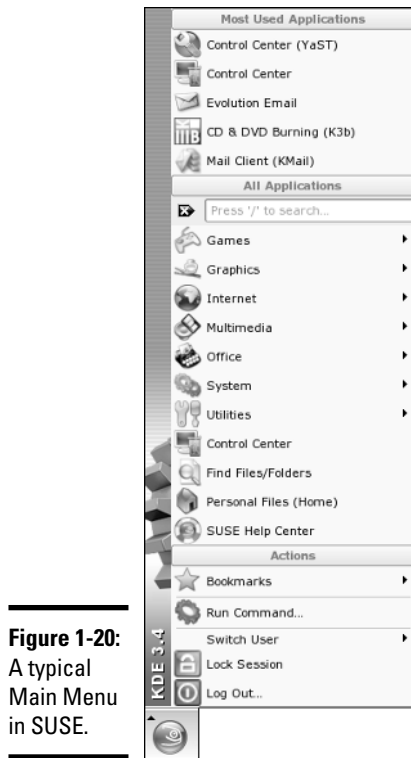 Most Used Applications
Control Center (YaST)
Control Center
Evolution Email
CD & DVD Burning (K3b)
Mail Client (KMail)
All Applications
Press '/' to search...
Games
Graphics
Internet
Multimedia
Office
System
Utilities
Control Center
Find Files/Folders
Personal Files (Home)
SUSE Help Center
Actions
Bookmarks
Run Command...
Switch User
Lock Session
Log Out...
KDE 3.4
Figure 1-20:
A typical
Main Menu
in SUSE.